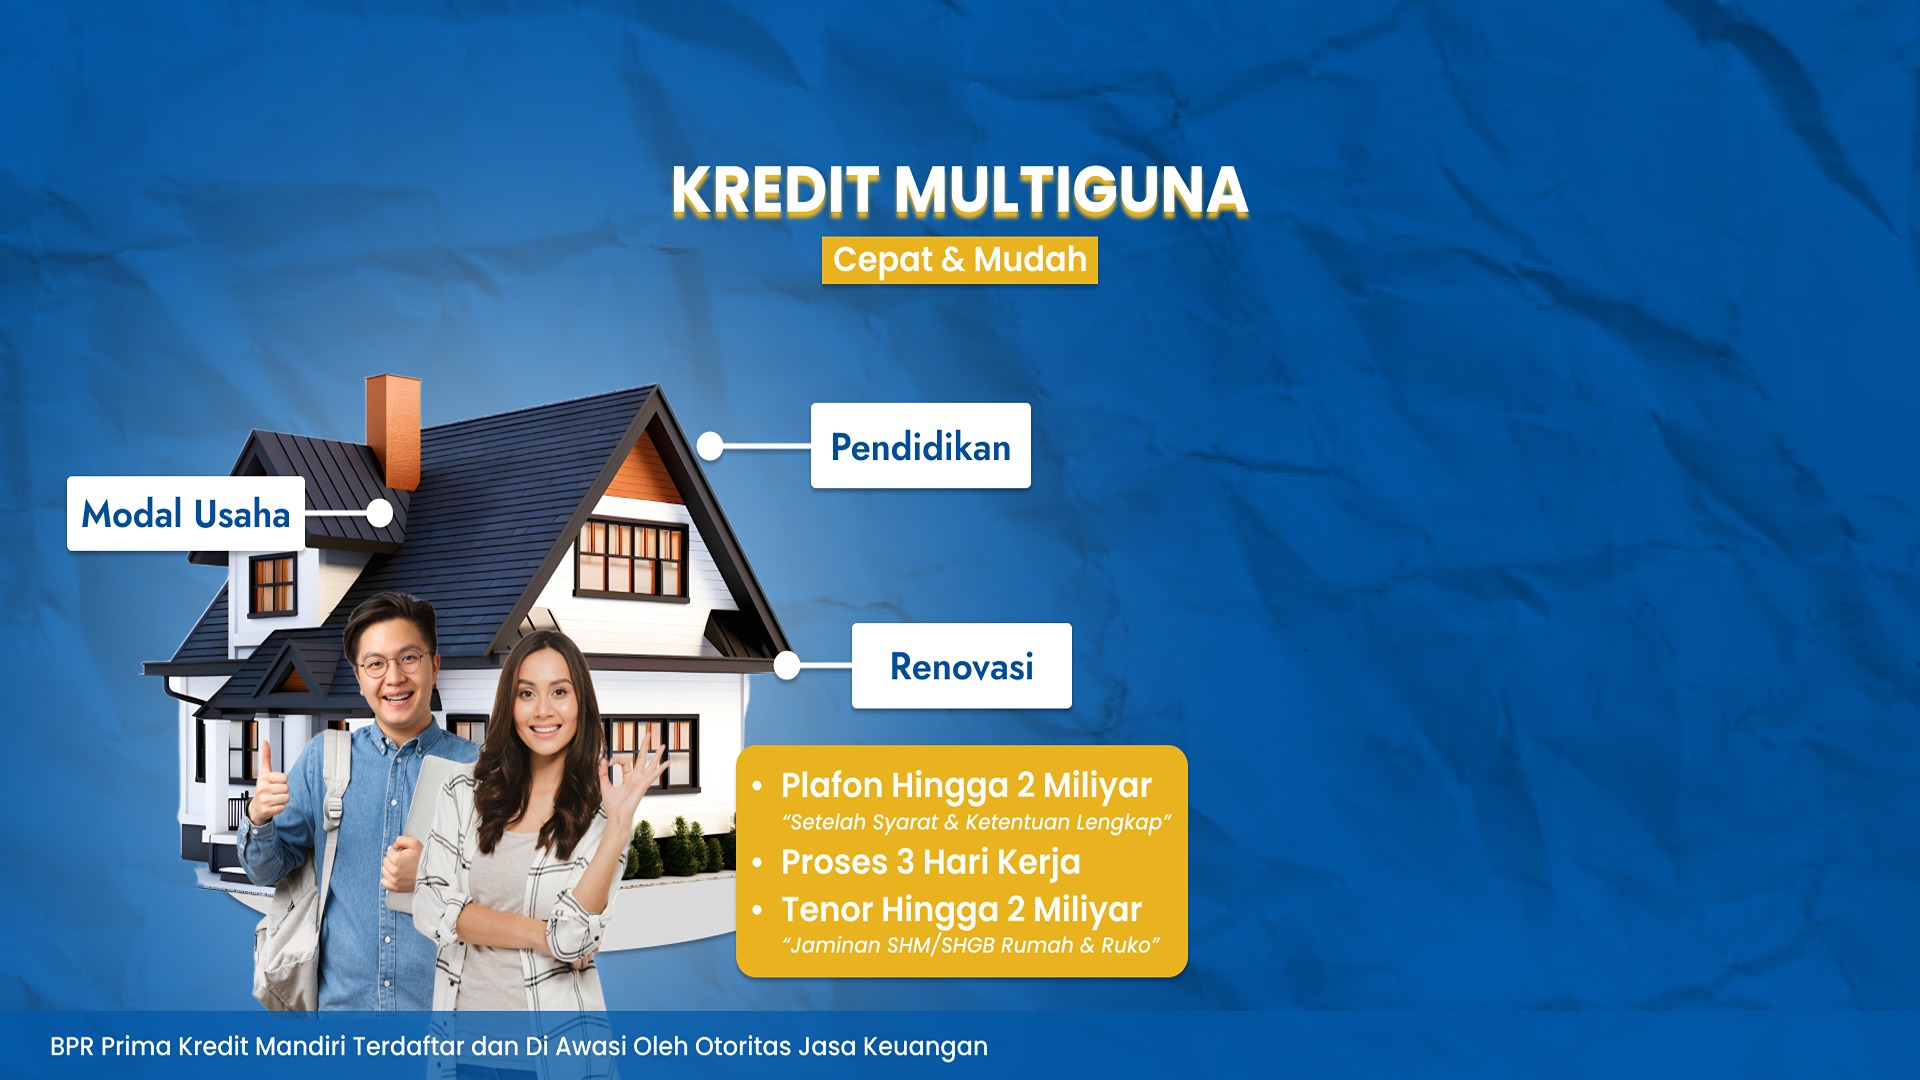 KREDIT MULTIGUNA
Cepat & Mudah
Pendidikan
Modal Usaha
Renovasi
• Plafon Hingga 2 Miliyar
“Setelah Syarat & Ketentuan Lengkap”
• Proses 3 Hari Kerja
• Tenor Hingga 2 Miliyar
“Jaminan SHM/SHGB Rumah & Ruko”
BPR Prima Kredit Mandiri Terdaftar dan Di Awasi Oleh Otoritas Jasa Keuangan